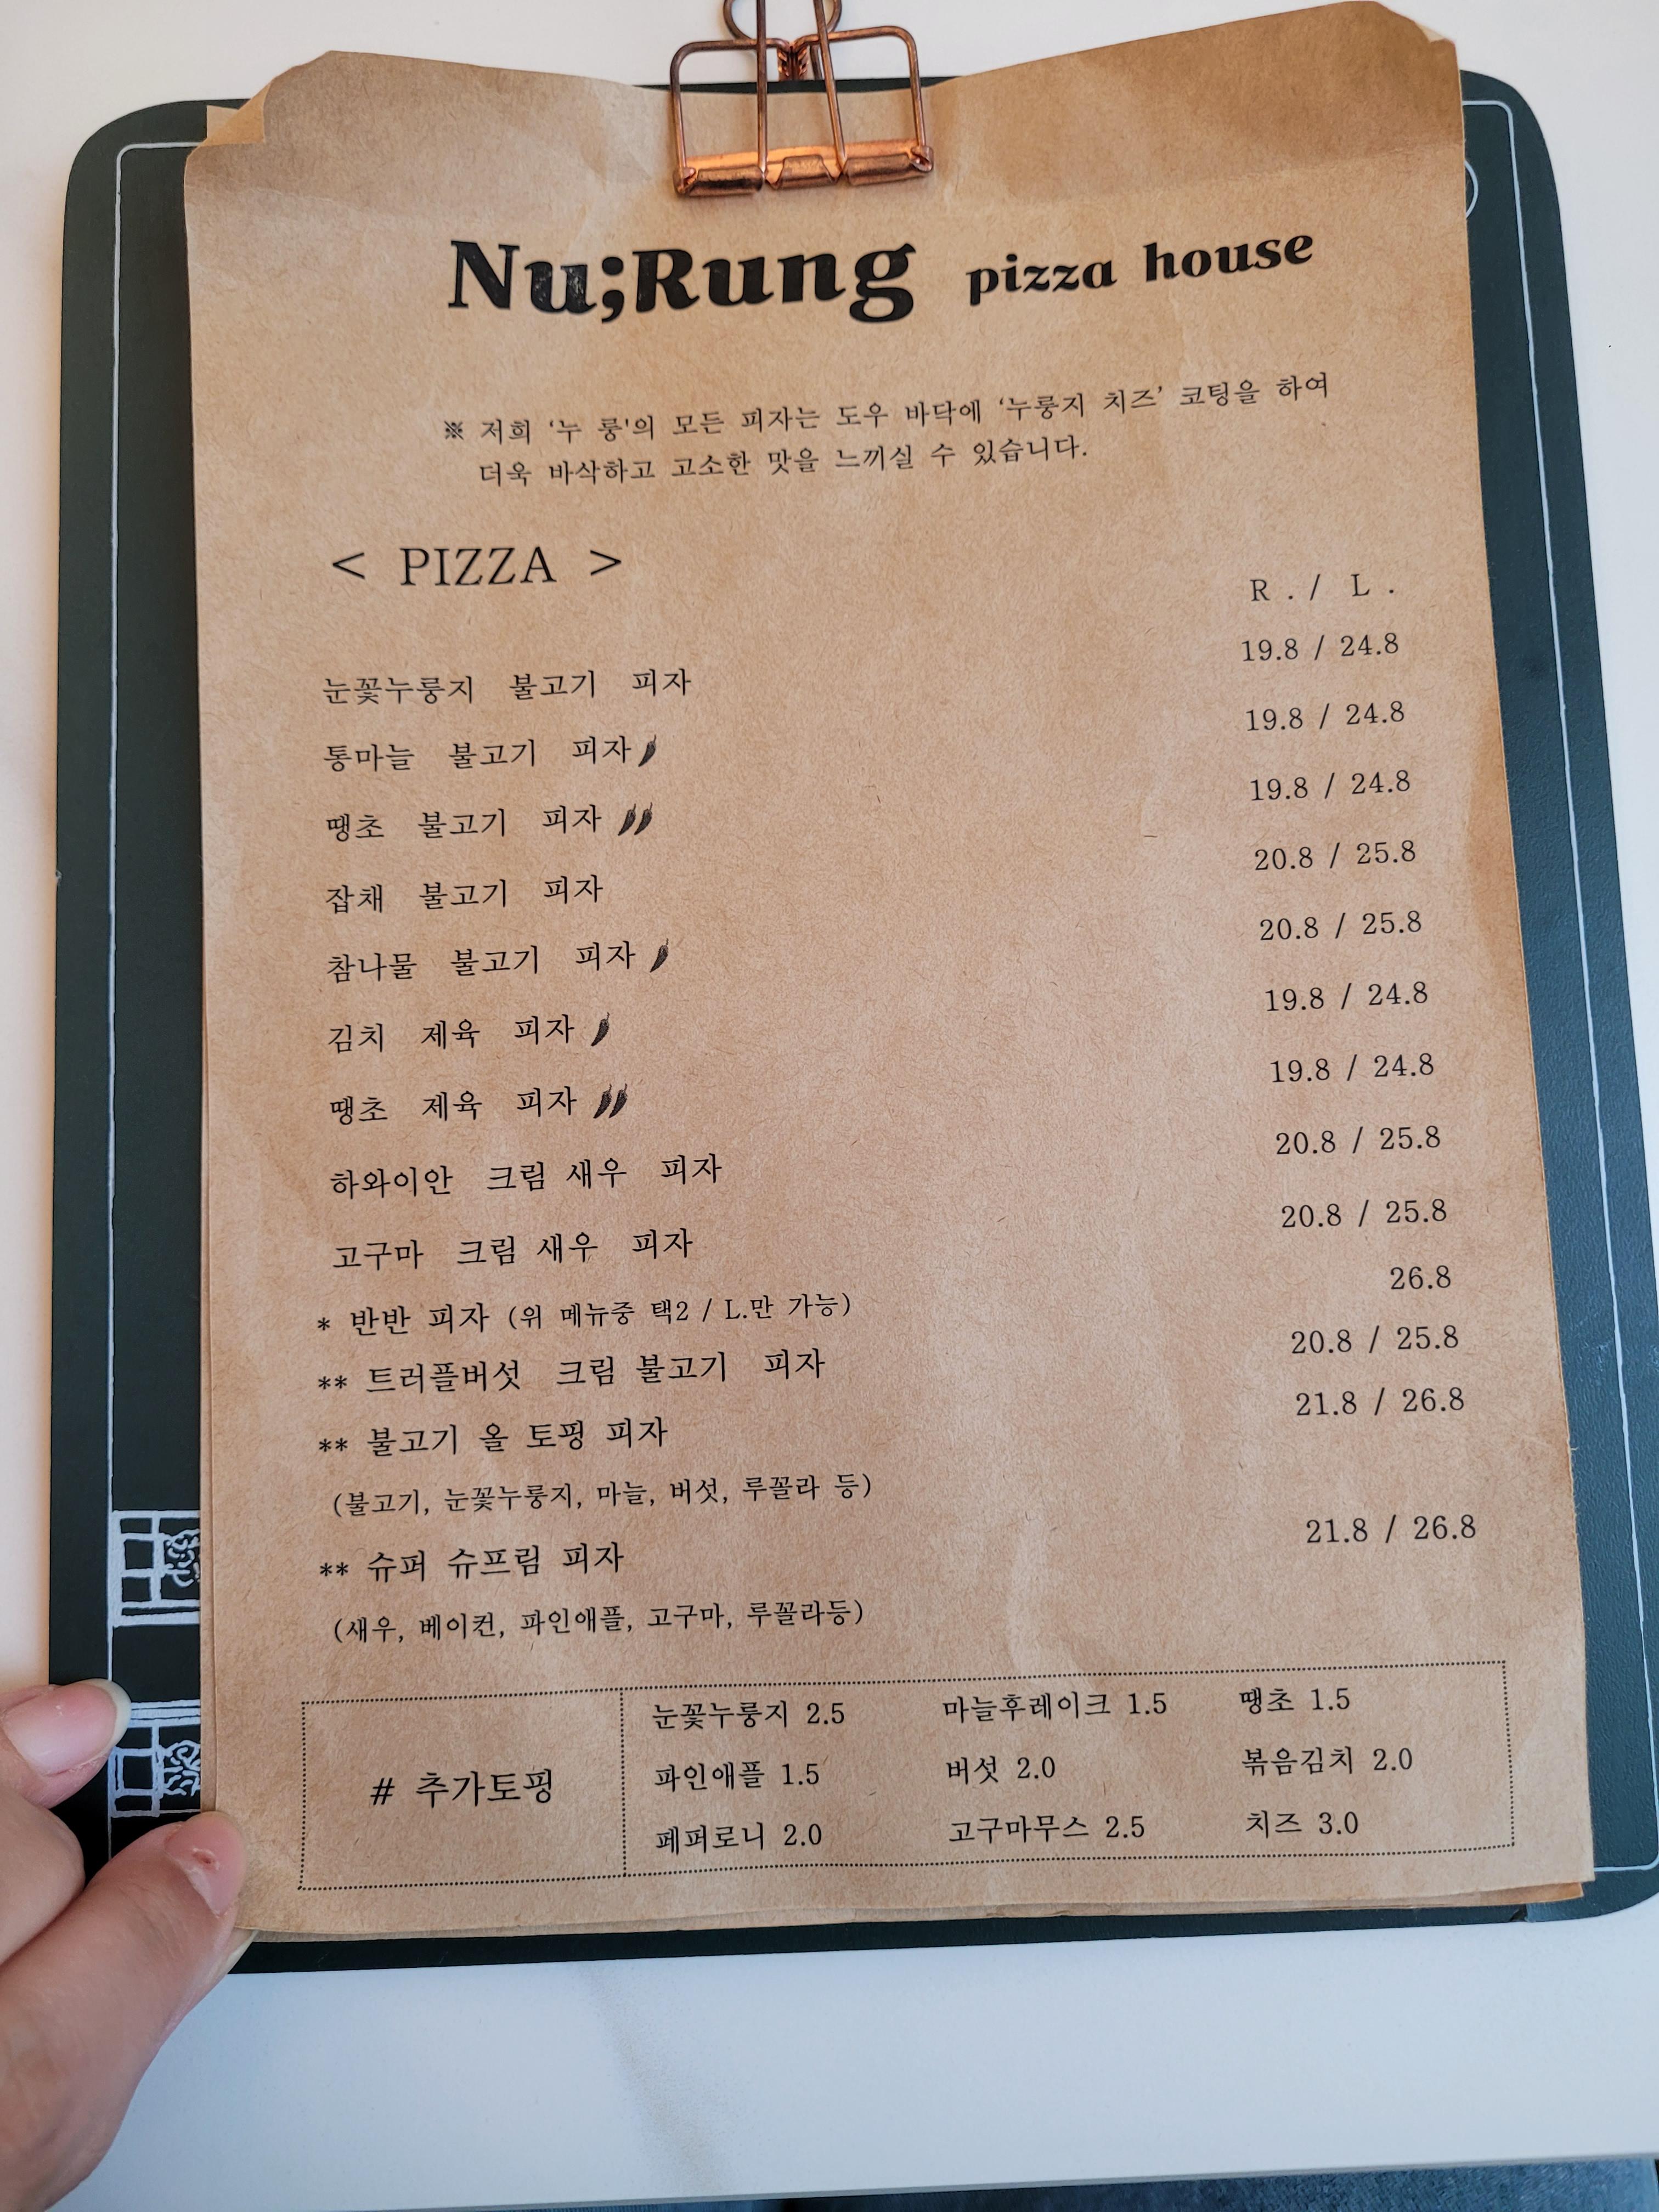 Nu;Rung pizza house
※ 저희 '누 룽'의 모든 피자는 도우 바닥에 '누룽지 치즈' 코팅을 하여
더욱 바삭하고 고소한 맛을 느끼실 수 있습니다.
< PIZZA >
R . / L .
눈꽃누룽지 불고기 피자 19.8 / 24.8
통마늘 불고기 피자 19.8 / 24.8
땡초 불고기 피자 19.8 / 24.8
잡채 불고기 피자 20.8 / 25.8
참나물 불고기 피자 20.8 / 25.8
김치 제육 피자 19.8 / 24.8
땡초 제육 피자 19.8 / 24.8
하와이안 크림 새우 피자 20.8 / 25.8
고구마 크림 새우 피자 20.8 / 25.8
* 반반 피자 (위 메뉴중 택2 / L.만 가능) 26.8
** 트러플버섯 크림 불고기 피자 20.8 / 25.8
** 불고기 올 토핑 피자 21.8 / 26.8
(불고기, 눈꽃누룽지, 마늘, 버섯, 루꼴라 등)
** 슈퍼 슈프림 피자 21.8 / 26.8
(새우, 베이컨, 파인애플, 고구마, 루꼴라등)
# 추가토핑
눈꽃누룽지 2.5 마늘후레이크 1.5 땡초 1.5
파인애플 1.5 버섯 2.0 볶음김치 2.0
페퍼로니 2.0 고구마무스 2.5 치즈 3.0